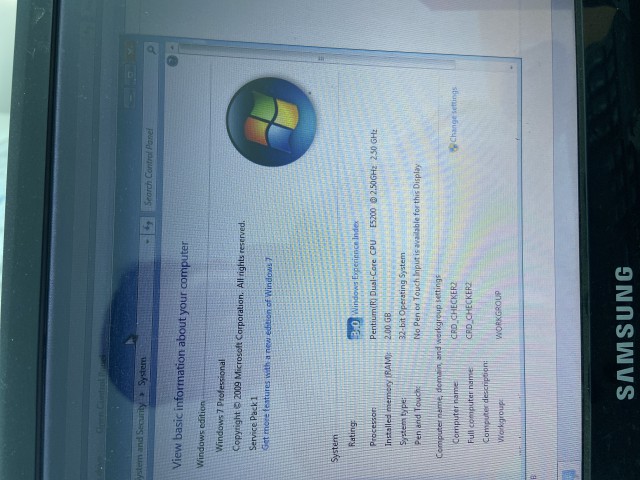 System and Security ▸ System
Search Control Panel
View basic information about your computer
Windows edition
Windows 7 Professional
Copyright © 2009 Microsoft Corporation. All rights reserved.
Service Pack 1
Get more features with a new edition of Windows 7
System
Rating: 3.0 Windows Experience Index
Processor: Pentium(R) Dual-Core CPU E5200 @ 2.50GHz 2.50 GHz
Installed memory (RAM): 2.00 GB
System type: 32-bit Operating System
Pen and Touch: No Pen or Touch Input is available for this Display
Computer name, domain, and workgroup settings
Computer name: CRD_CHECKER2 Change settings
Full computer name: CRD_CHECKER2
Computer description:
Workgroup: WORKGROUP
SAMSUNG